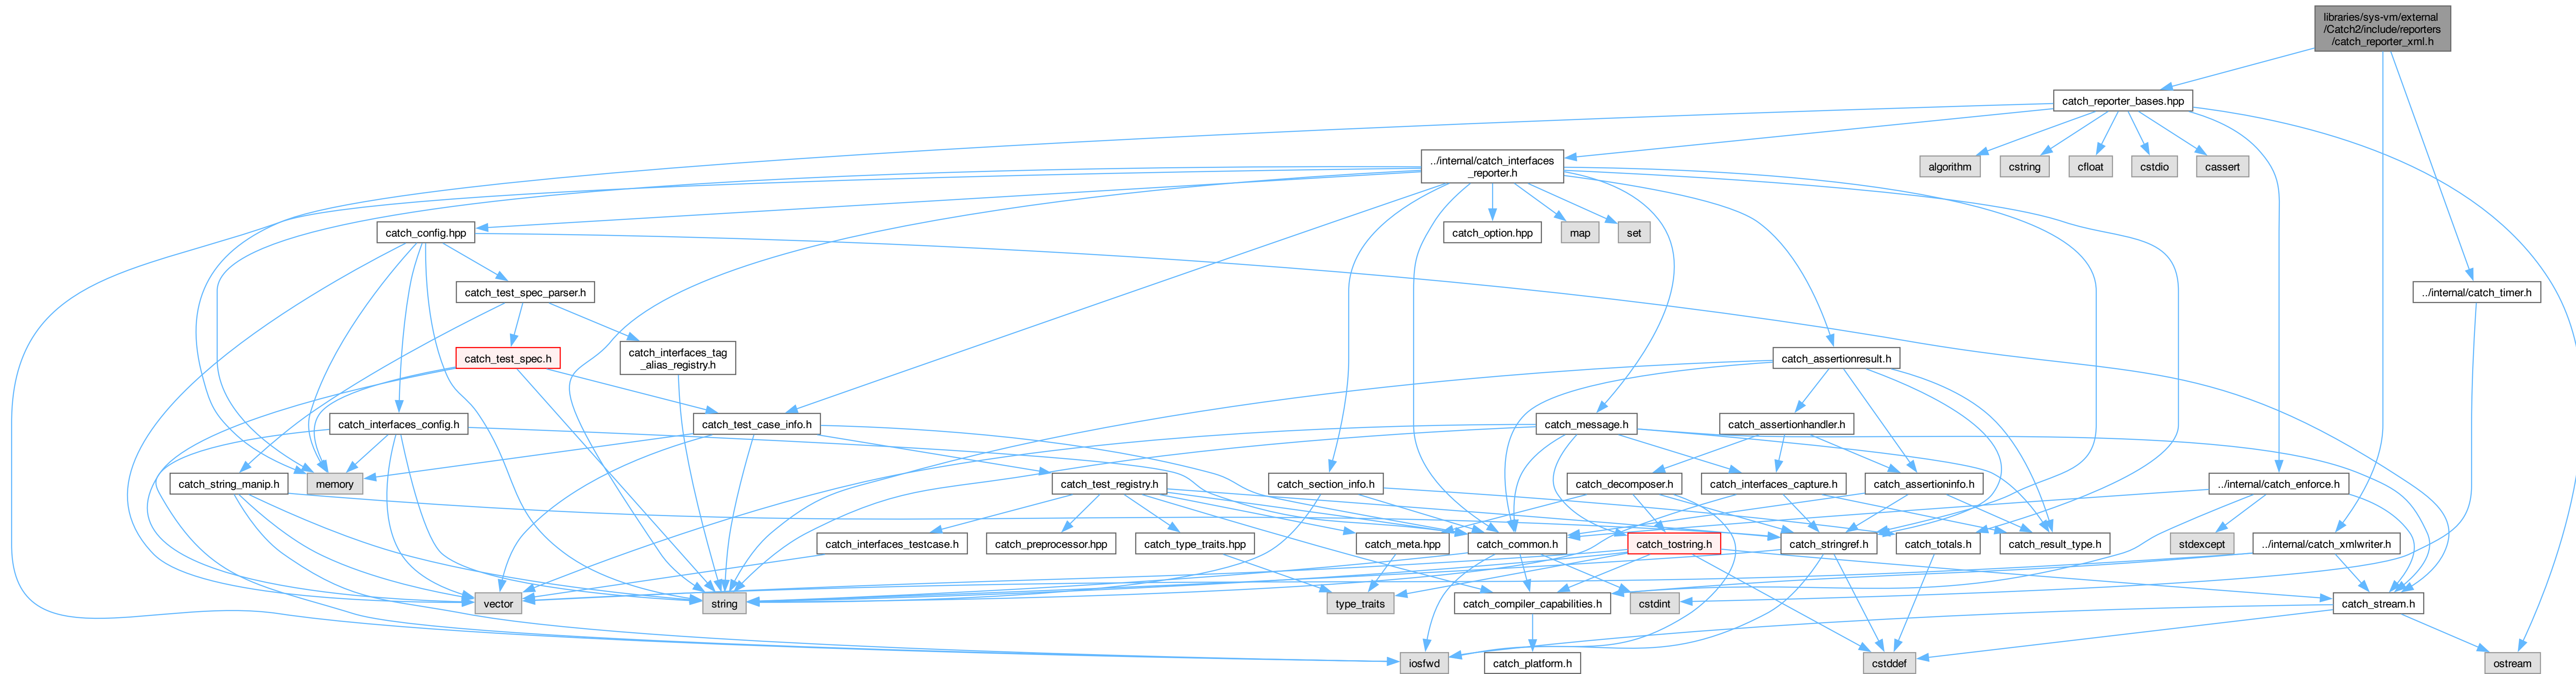 libraries/sys-vm/external
/Catch2/include/reporters
/catch_reporter_xml.h
catch_reporter_bases.hpp
../internal/catch_interfaces
_reporter.h
algorithm
cstring
cfloat
cstdio
cassert
catch_config.hpp
catch_option.hpp
map
set
catch_test_spec_parser.h
../internal/catch_timer.h
catch_test_spec.h
catch_interfaces_tag
_alias_registry.h
catch_assertionresult.h
catch_interfaces_config.h
catch_test_case_info.h
catch_message.h
catch_assertionhandler.h
catch_string_manip.h
memory
catch_test_registry.h
catch_section_info.h
catch_decomposer.h
catch_interfaces_capture.h
catch_assertioninfo.h
../internal/catch_enforce.h
catch_interfaces_testcase.h
catch_preprocessor.hpp
catch_type_traits.hpp
catch_meta.hpp
catch_common.h
catch_tostring.h
catch_stringref.h
catch_totals.h
catch_result_type.h
stdexcept
../internal/catch_xmlwriter.h
vector
string
type_traits
catch_compiler_capabilities.h
cstdint
catch_stream.h
iosfwd
catch_platform.h
cstddef
ostream